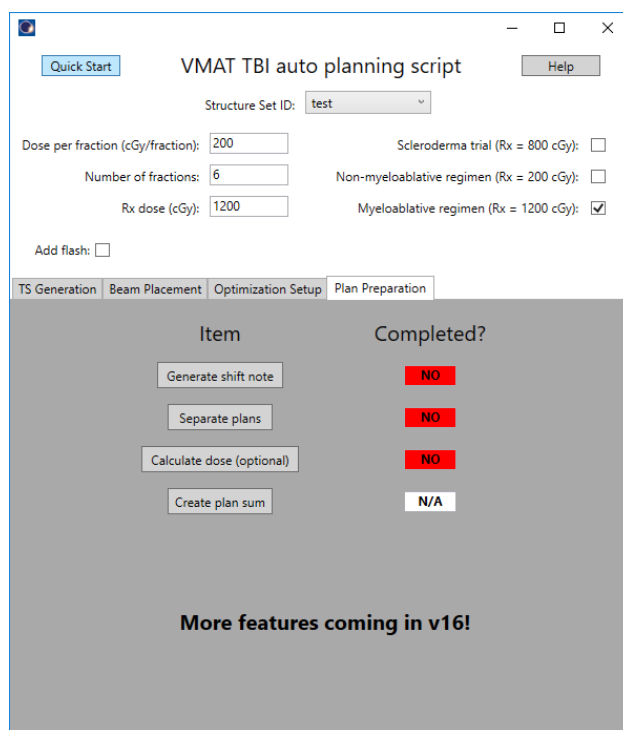 Quick Start VMAT TBI auto planning script Help
Structure Set ID: test
Dose per fraction (cGy/fraction): 200 Scleroderma trial (Rx = 800 cGy):
Number of fractions: 6 Non-myeloablative regimen (Rx = 200 cGy):
Rx dose (cGy): 1200 Myeloablative regimen (Rx = 1200 cGy):
Add flash:
TS Generation Beam Placement Optimization Setup Plan Preparation
Item Completed?
Generate shift note NO
Separate plans NO
Calculate dose (optional) NO
Create plan sum N/A
More features coming in v16!